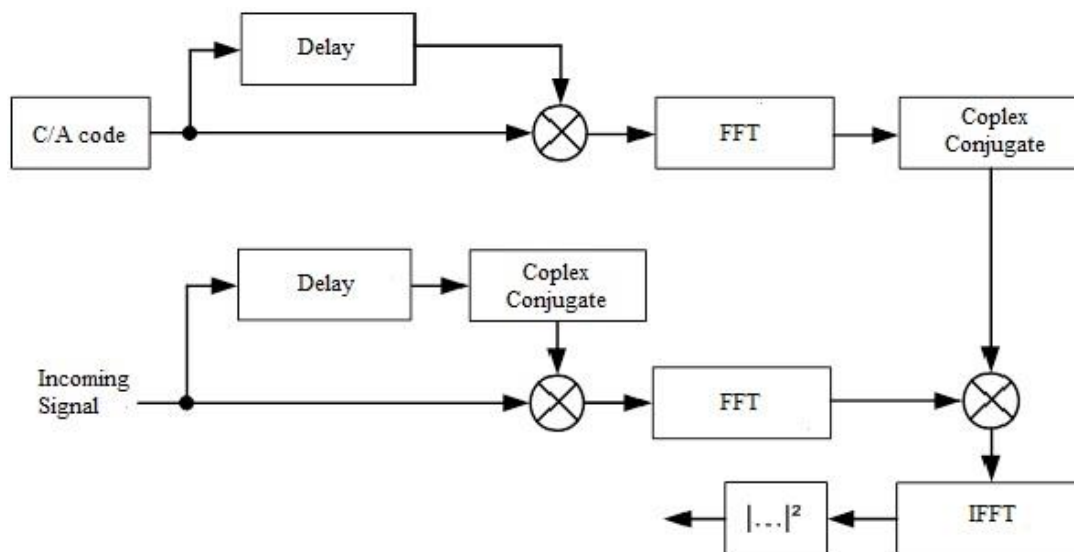 Delay
C/A code
FFT
Coplex
Conjugate
Delay
Coplex
Conjugate
Incoming
Signal
FFT
|...|²
IFFT